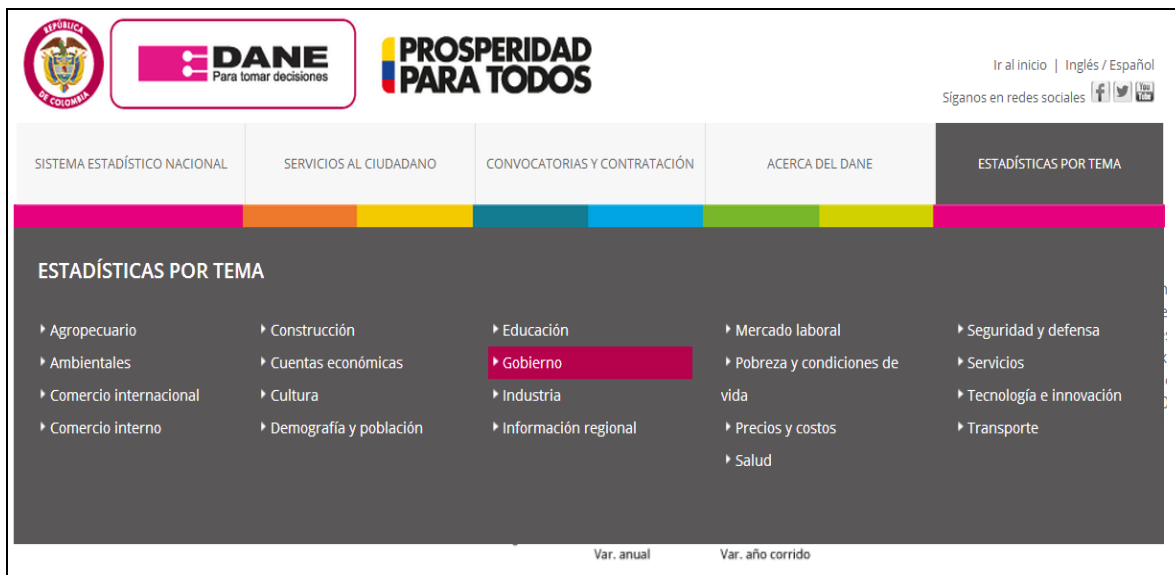 REPÚBLICA
DE COLOMBIA
DANE
Para tomar decisiones
PROSPERIDAD
PARA TODOS
Ir al inicio | Inglés / Español
Síganos en redes sociales f You Tube
SISTEMA ESTADÍSTICO NACIONAL
SERVICIOS AL CIUDADANO
CONVOCATORIAS Y CONTRATACIÓN
ACERCA DEL DANE
ESTADÍSTICAS POR TEMA
ESTADÍSTICAS POR TEMA
Agropecuario
Ambientales
Comercio internacional
Comercio interno
Construcción
Cuentas económicas
Cultura
Demografía y población
Educación
Gobierno
Industria
Información regional
Mercado laboral
Pobreza y condiciones de
vida
Precios y costos
Salud
Seguridad y defensa
Servicios
Tecnología e innovación
Transporte
Var. anual
Var. año corrido